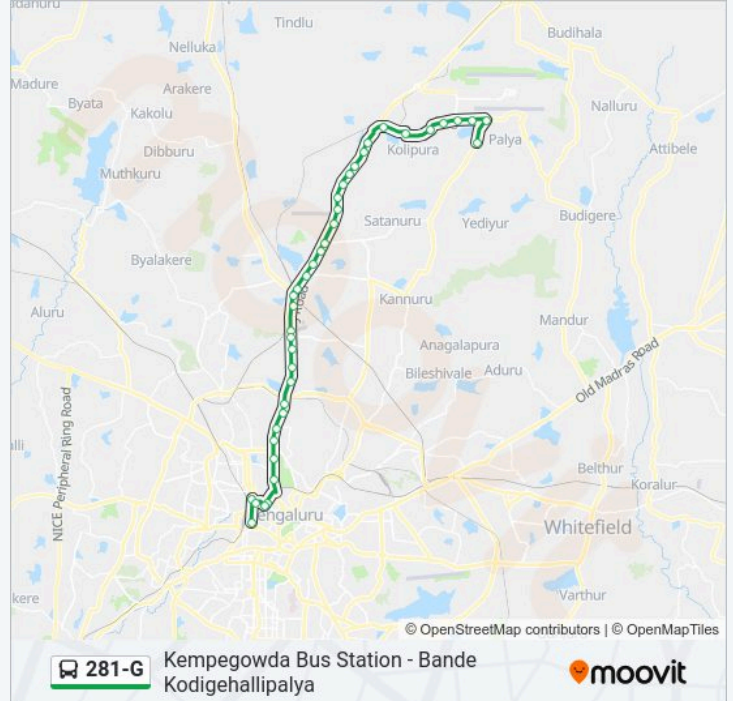 Tindlu
Budihala
Nelluka
Madure
Arakere
Byata
Nalluru
Kakolu
Palya
Dibburu
Kolipura
Attibele
Muthkuru
Satanuru
Yediyur
Budigere
Byalakere
Kannuru
Aluru
Mandur
Anagalapura
Bileshivale
Aduru
Old Madras Road
NICE Peripheral Ring Road
Belthur
Koralur
engaluru
Whitefield
Varthur
kere
© OpenStreetMap contributors | © OpenMapTiles
281-G
Kempegowda Bus Station - Bande
Kodigehallipalya
moovit